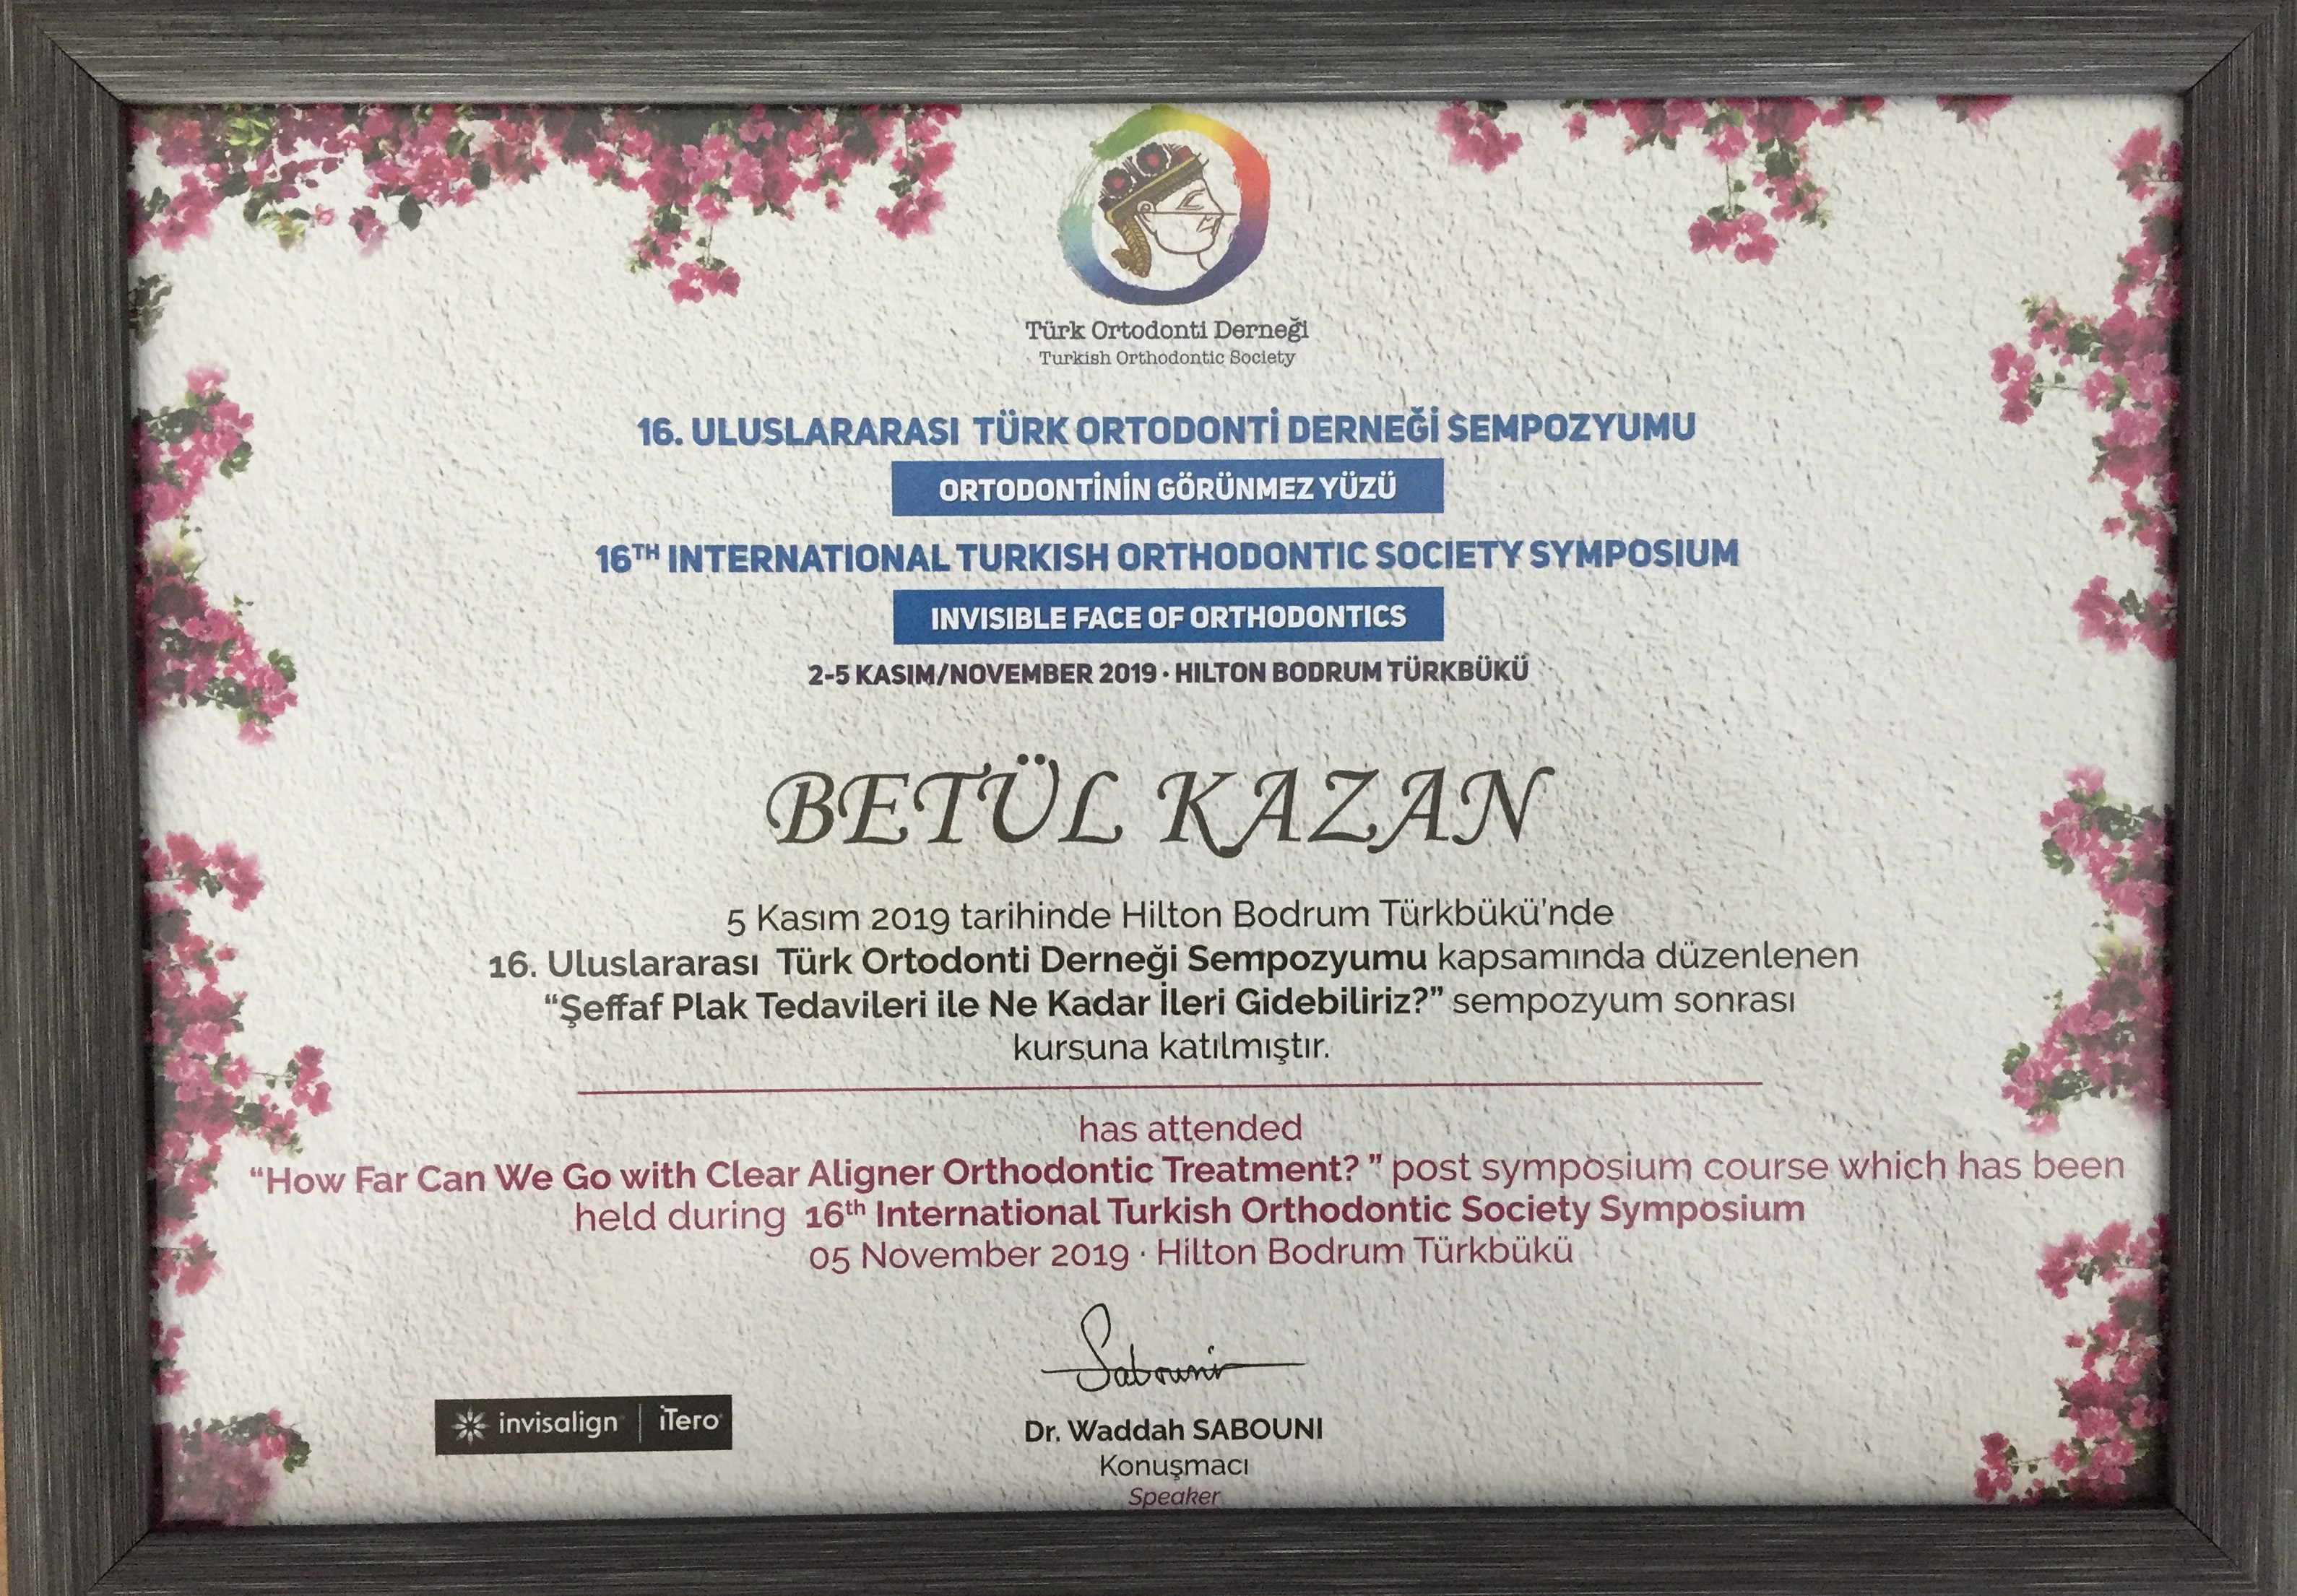 Türk Ortodonti Derneği
Turkish Orthodontic Society
16. ULUSLARARASI TÜRK ORTODONTİ DERNEĞİ SEMPOZYUMU
ORTODONTİNİN GÖRÜNMEZ YÜZÜ
16TH INTERNATIONAL TURKISH ORTHODONTIC SOCIETY SYMPOSIUM
INVISIBLE FACE OF ORTHODONTICS
2-5 KASIM/NOVEMBER 2019 · HILTON BODRUM TÜRKBÜKÜ
BETÜL KAZAN
5 Kasım 2019 tarihinde Hilton Bodrum Türkbükü'nde
16. Uluslararası Türk Ortodonti Derneği Sempozyumu kapsamında düzenlenen
“Şeffaf Plak Tedavileri ile Ne Kadar İleri Gidebiliriz?” sempozyum sonrası
kursuna katılmıştır.
has attended
“How Far Can We Go with Clear Aligner Orthodontic Treatment? ” post symposium course which has been
held during 16th International Turkish Orthodontic Society Symposium
05 November 2019 · Hilton Bodrum Türkbükü
Sabouni
invisalign | iTero
Dr. Waddah SABOUNI
Konuşmacı
Speaker